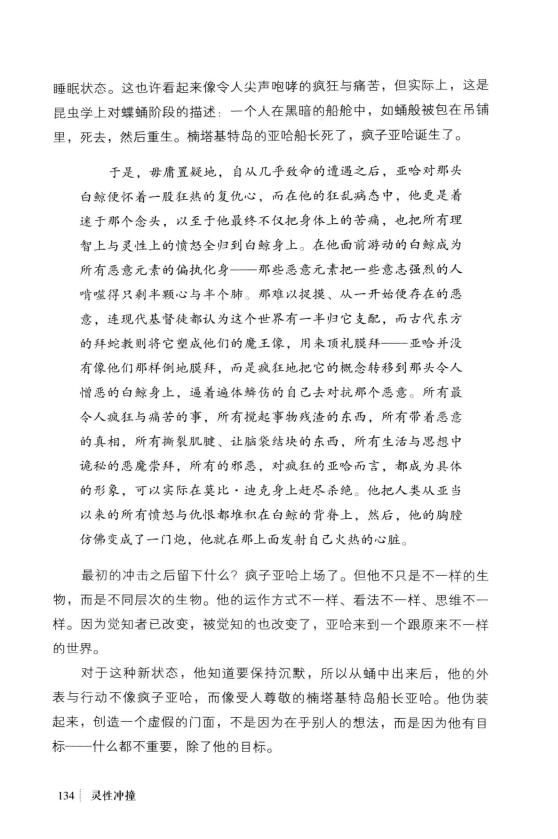 睡眠状态。这也许看起来像令人尖声咆哮的疯狂与痛苦，但实际上，这是
昆虫学上对蝶蛹阶段的描述：一个人在黑暗的船舱中，如蛹般被包在吊铺
里，死去，然后重生。楠塔基特岛的亚哈船长死了，疯子亚哈诞生了。
于是，毋庸置疑地，自从几乎致命的遭遇之后，亚哈对那头
白鲸便怀着一股狂热的复仇心，而在他的狂乱病态中，他更是着
迷于那个念头，以至于他最终不仅把身体上的苦痛，也把所有理
智上与灵性上的愤怒全归到白鲸身上。在他面前游动的白鲸成为
所有恶意元素的偏执化身——那些恶意元素把一些意志强烈的人
啃噬得只剩半颗心与半个肺。那难以捉摸、从一开始便存在的恶
意，连现代基督徒都认为这个世界有一半归它支配，而古代东方
的拜蛇教则将它塑成他们的魔王像，用来顶礼膜拜——亚哈并没
有像他们那样倒地膜拜，而是疯狂地把它的概念转移到那头令人
憎恶的白鲸身上，逼着遍体鳞伤的自己去对抗那个恶意。所有最
令人疯狂与痛苦的事，所有搅起事物残渣的东西，所有带着恶意
的真相，所有撕裂肌腱、让脑袋结块的东西，所有生活与思想中
诡秘的恶魔崇拜，所有的邪恶，对疯狂的亚哈而言，都成为具体
的形象，可以实际在莫比·迪克身上赶尽杀绝。他把人类从亚当
以来的所有愤怒与仇恨都堆积在白鲸的背脊上，然后，他的胸膛
仿佛变成了一门炮，他就在那上面发射自己火热的心脏。
最初的冲击之后留下什么？疯子亚哈上场了。但他不只是不一样的生
物，而是不同层次的生物。他的运作方式不一样、看法不一样、思维不一
样。因为觉知者已改变，被觉知的也改变了，亚哈来到一个跟原来不一样
的世界。
对于这种新状态，他知道要保持沉默，所以从蛹中出来后，他的外
表与行动不像疯子亚哈，而像受人尊敬的楠塔基特岛船长亚哈。他伪装
起来，创造一个虚假的门面，不是因为在乎别人的想法，而是因为他有目
标——什么都不重要，除了他的目标。
134 | 灵性冲撞